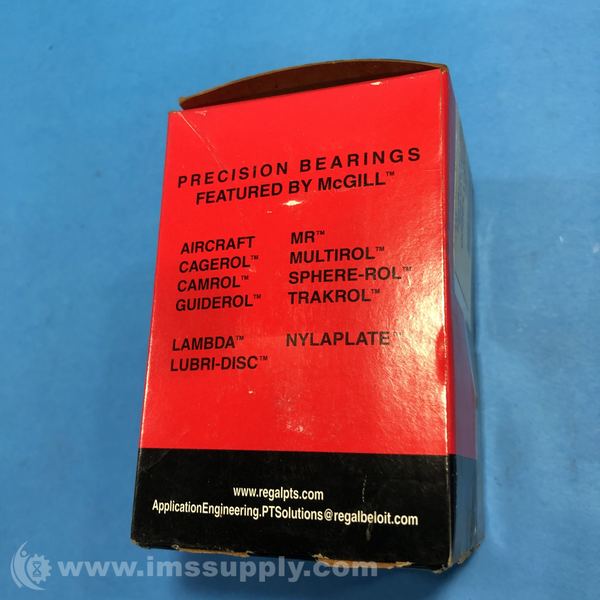 PRECISION BEARINGS
FEATURED BY McGILL™
AIRCRAFT
CAGEROL™
CAMROL™
GUIDEROL™
MR™
MULTIROL™
SPHERE-ROL™
TRAKROL™
LAMBDA™
LUBRI-DISC™
NYLAPLATE™
www.regalpts.com
ApplicationEngineering.PTSolutions@regalbeloit.com
www.imssupply.com